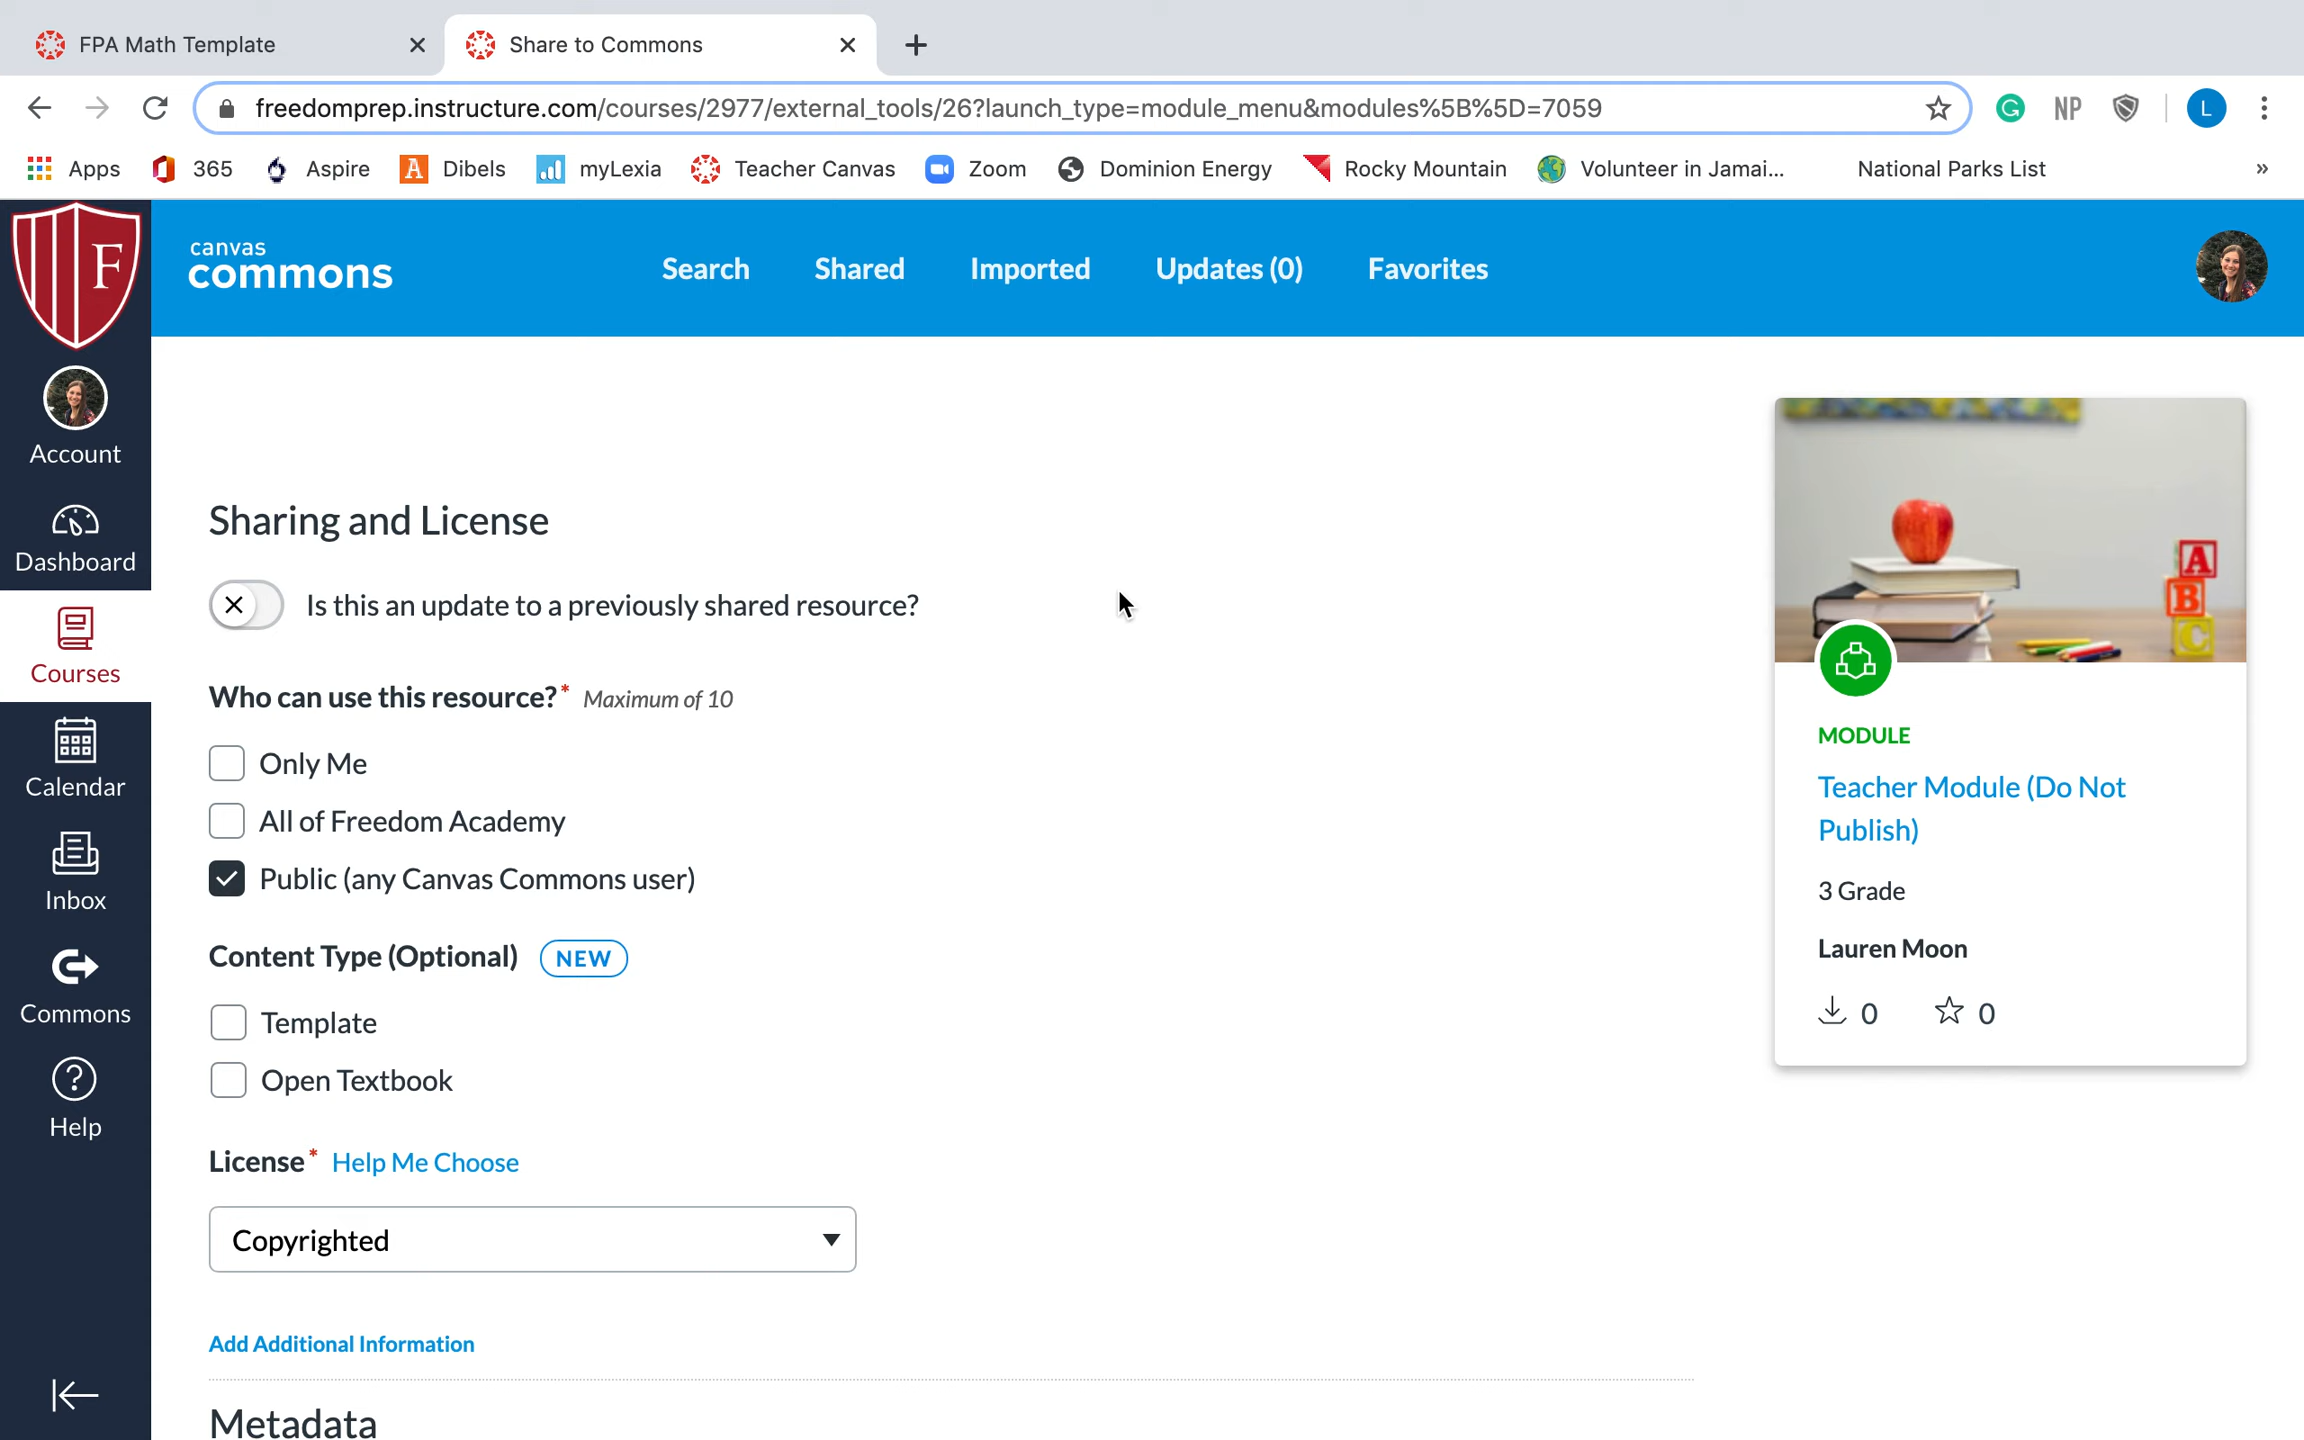 FPA Math Template
Share to Commons
freedomprep.instructure.com/courses/2977/external_tools/26?launch_type=module_menu&modules%5B%5D=7059
NP
L
Apps
365
Aspire
A Dibels
myLexia
Teacher Canvas
Zoom
Dominion Energy
Rocky Mountain
Volunteer in Jamai...
National Parks List
»
F
canvas
commons
Search
Shared
Imported
Updates (0)
Favorites
Account
Dashboard
Courses
Calendar
Inbox
Commons
Help
Sharing and License
Is this an update to a previously shared resource?
Who can use this resource?* Maximum of 10
Only Me
All of Freedom Academy
Public (any Canvas Commons user)
Content Type (Optional) NEW
Template
Open Textbook
License* Help Me Choose
Copyrighted
Add Additional Information
Metadata
A
B
C
MODULE
Teacher Module (Do Not
Publish)
3 Grade
Lauren Moon
0
0